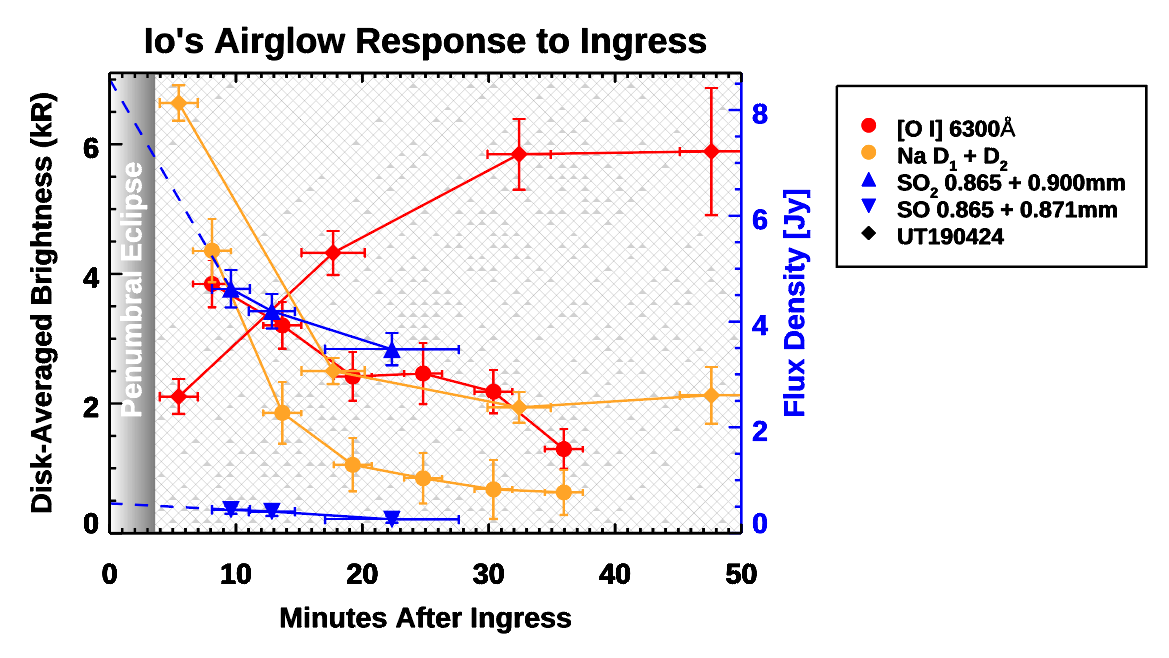 Io's Airglow Response to Ingress
Disk-Averaged Brightness (kR)
6
4
2
0
Penumbral Eclipse
8
6
4
2
0
Flux Density [Jy]
0 10 20 30 40 50
Minutes After Ingress
[O I] 6300Å
Na D1 + D2
SO2 0.865 + 0.900mm
SO 0.865 + 0.871mm
UT190424